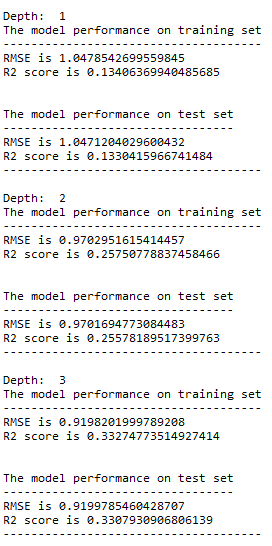 Depth:  1
The model performance on training set
-------------------------------------
RMSE is 1.0478542699559845
R2 score is 0.13406369940485685
The model performance on test set
---------------------------------
RMSE is 1.0471204029600432
R2 score is 0.1330415966741484
-------------------------------------
Depth:  2
The model performance on training set
-------------------------------------
RMSE is 0.9702951615414457
R2 score is 0.25750778837458466
The model performance on test set
---------------------------------
RMSE is 0.9701694773084483
R2 score is 0.25578189517399763
-------------------------------------
Depth:  3
The model performance on training set
-------------------------------------
RMSE is 0.9198201999789208
R2 score is 0.33274773514927414
The model performance on test set
---------------------------------
RMSE is 0.9199785460428707
R2 score is 0.3307930906806139
-------------------------------------